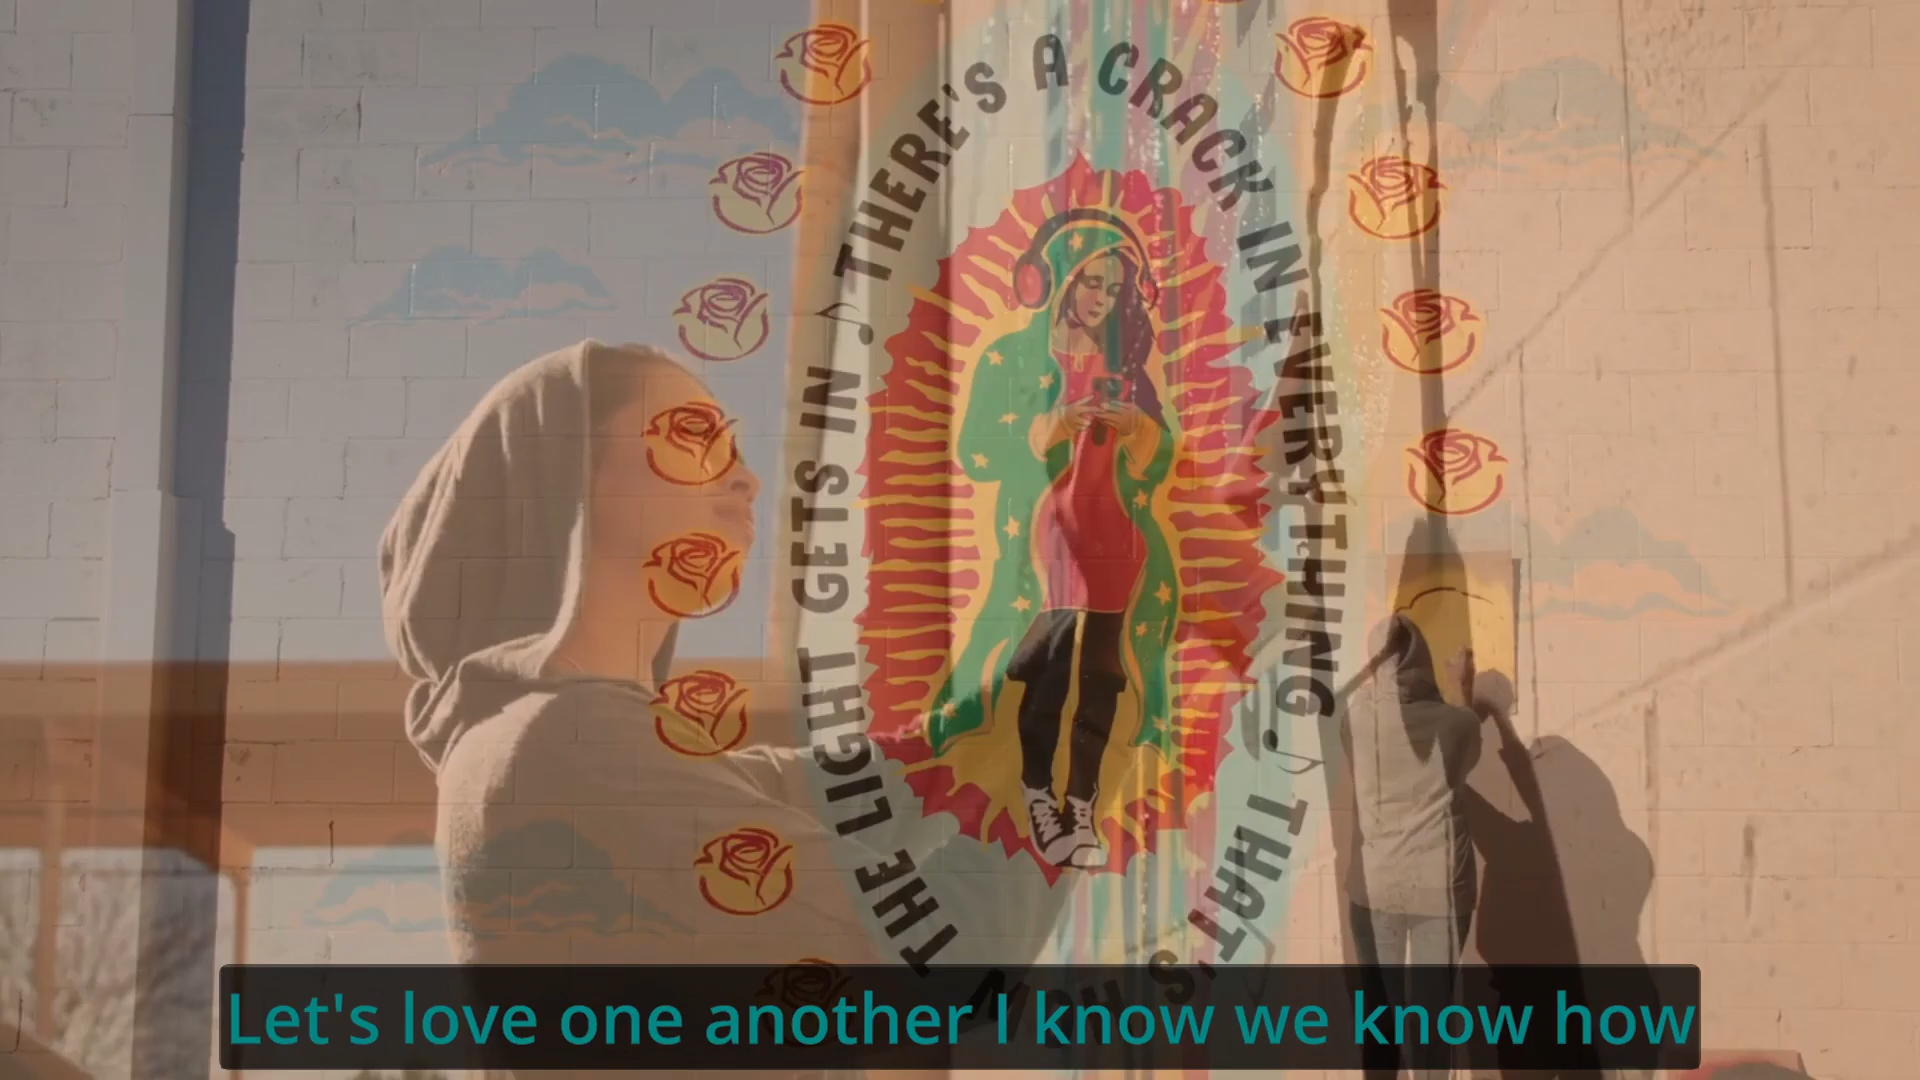 ♪ THERE'S A CRACK IN EVERYTHING ♪ THAT'S HOW THE LIGHT GETS IN
Let's love one another I know we know how